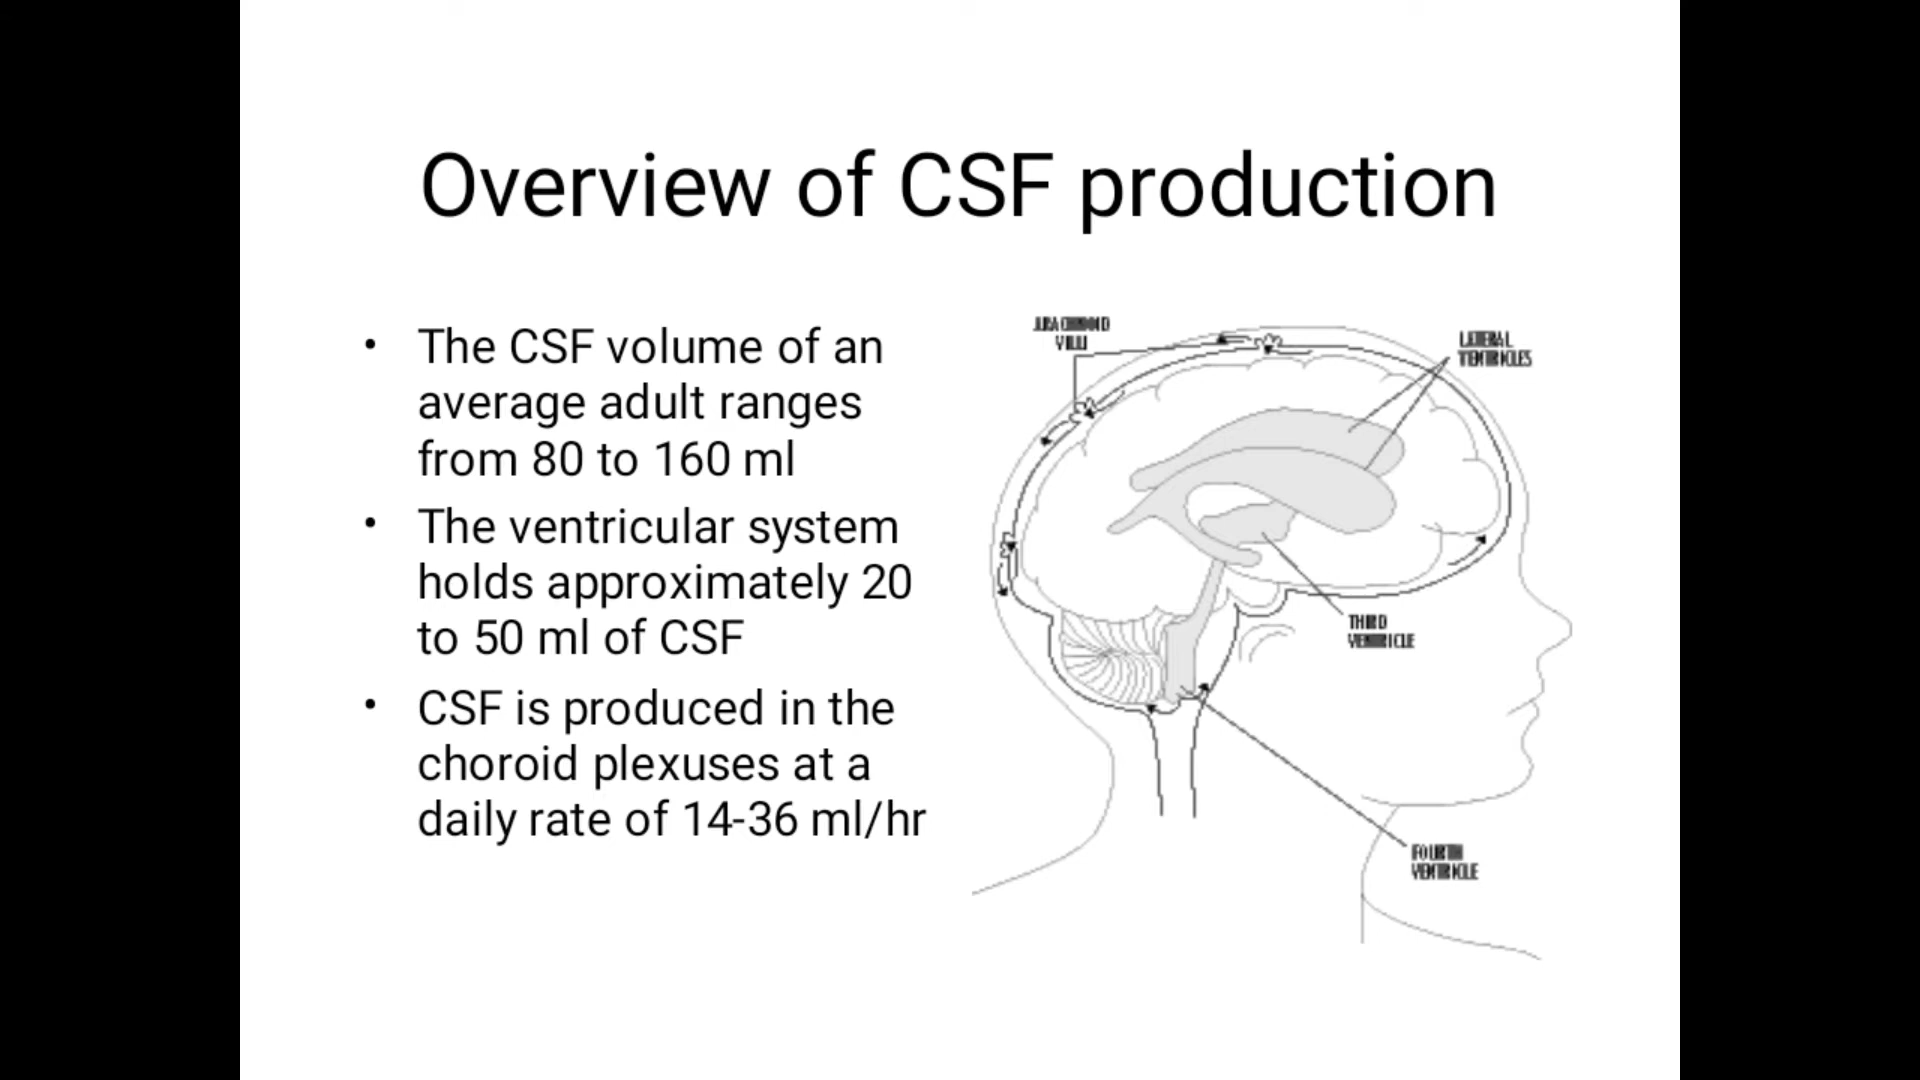 Overview of CSF production
• The CSF volume of an
average adult ranges
from 80 to 160 ml
• The ventricular system
holds approximately 20
to 50 ml of CSF
• CSF is produced in the
choroid plexuses at a
daily rate of 14-36 ml/hr
VILLI
LATERAL
VENTRICLES
THIRD
VENTRICLE
FOURTH
VENTRICLE